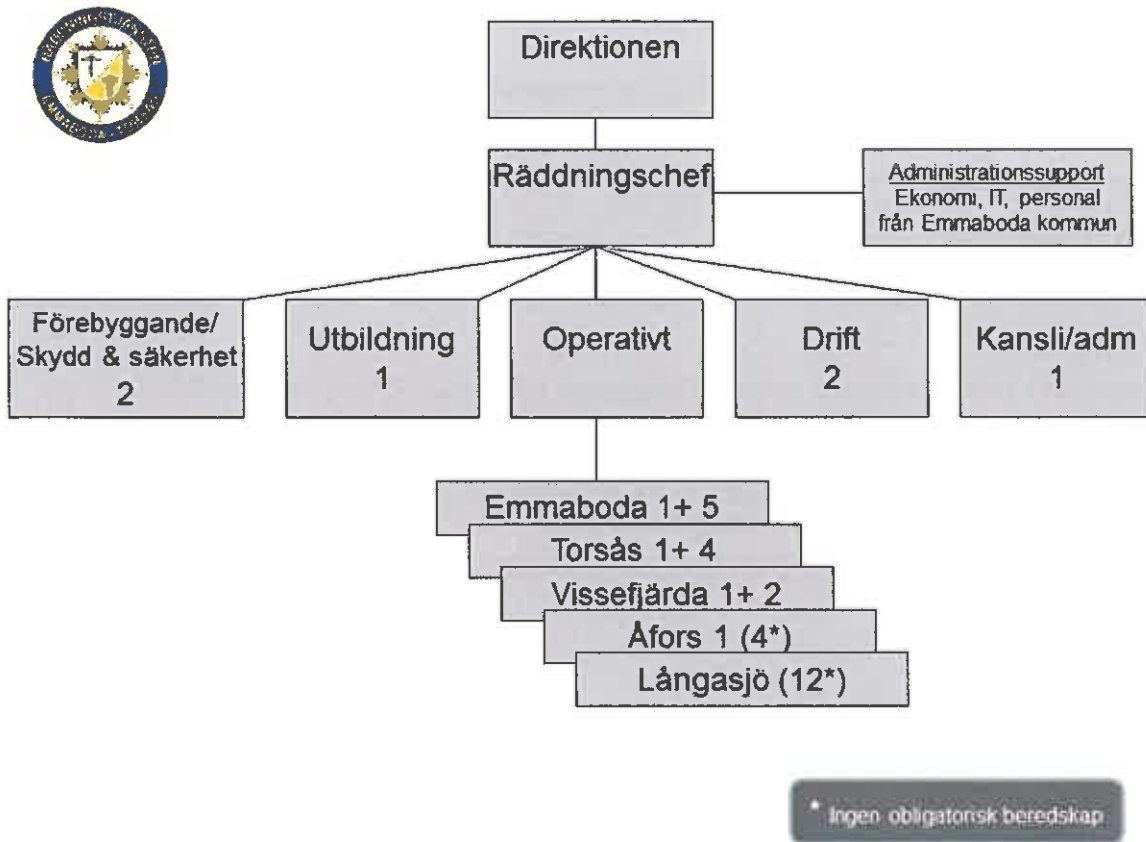 Direktionen
Räddningschef
Administrationssupport
Ekonomi, IT, personal
från Emmaboda kommun
Förebyggande/
Skydd & säkerhet
2
Utbildning
1
Operativt
Drift
2
Kansli/adm
1
Emmaboda 1+ 5
Torsås 1+ 4
Vissefjärda 1+ 2
Åfors 1 (4*)
Långasjö (12*)
* Ingen obligatorisk beredskap